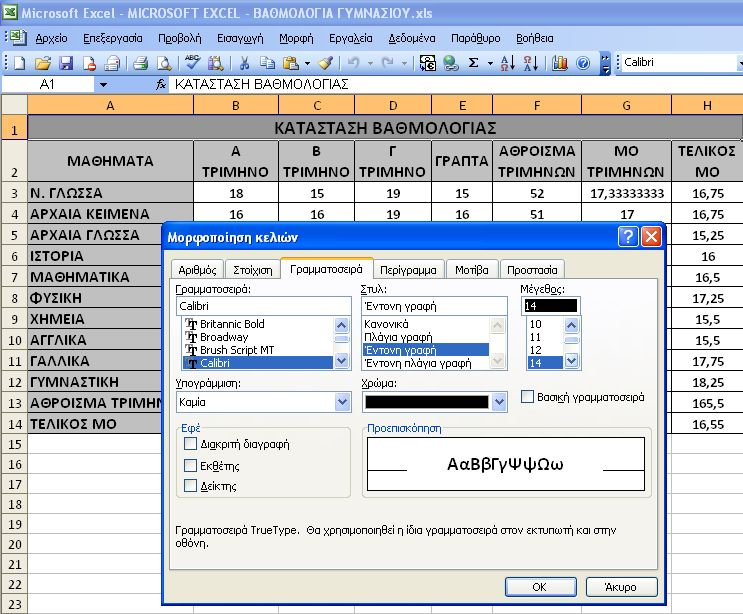 Microsoft Excel - MICROSOFT EXCEL - ΒΑΘΜΟΛΟΓΙΑ ΓΥΜΝΑΣΙΟΥ.xls
Αρχείο Επεξεργασία Προβολή Εισαγωγή Μορφή Εργαλεία Δεδομένα Παράθυρο Βοήθεια
Calibri
A1 fx ΚΑΤΑΣΤΑΣΗ ΒΑΘΜΟΛΟΓΙΑΣ
A B C D E F G H
1 ΚΑΤΑΣΤΑΣΗ ΒΑΘΜΟΛΟΓΙΑΣ
2 ΜΑΘΗΜΑΤΑ Α ΤΡΙΜΗΝΟ Β ΤΡΙΜΗΝΟ Γ ΤΡΙΜΗΝΟ ΓΡΑΠΤΑ ΑΘΡΟΙΣΜΑ ΤΡΙΜΗΝΩΝ ΜΟ ΤΡΙΜΗΝΩΝ ΤΕΛΙΚΟΣ ΜΟ
3 Ν. ΓΛΩΣΣΑ 18 15 19 15 52 17,33333333 16,75
4 ΑΡΧΑΙΑ ΚΕΙΜΕΝΑ 16 16 19 16 51 17 16,75
5 ΑΡΧΑΙΑ ΓΛΩΣΣΑ 15,25
6 ΙΣΤΟΡΙΑ 16
7 ΜΑΘΗΜΑΤΙΚΑ 16,5
8 ΦΥΣΙΚΗ 17,25
9 ΧΗΜΕΙΑ 15,5
10 ΑΓΓΛΙΚΑ 15,5
11 ΓΑΛΛΙΚΑ 17,75
12 ΓΥΜΝΑΣΤΙΚΗ 18,25
13 ΑΘΡΟΙΣΜΑ ΤΡΙΜΗΝ 165,5
14 ΤΕΛΙΚΟΣ ΜΟ 16,55
15
16
17
18
19
20
21
22
23
Μορφοποίηση κελιών
Αριθμός Στοίχιση Γραμματοσειρά Περίγραμμα Μοτίβα Προστασία
Γραμματοσειρά: Στυλ: Μέγεθος:
Calibri Έντονη γραφή 14
Britannic Bold Κανονικά 10
Broadway Πλάγια γραφή 11
Brush Script MT Έντονη γραφή 12
Calibri Έντονη πλάγια γραφή 14
Υπογράμμιση: Χρώμα:
Καμία Βασική γραμματοσειρά
Εφέ Προεπισκόπηση
Διακριτή διαγραφή
Εκθέτης
Δείκτης
ΑαΒβΓγΨψΩω
Γραμματοσειρά TrueType. Θα χρησιμοποιηθεί η ίδια γραμματοσειρά στον εκτυπωτή και στην
οθόνη.
OK Άκυρο